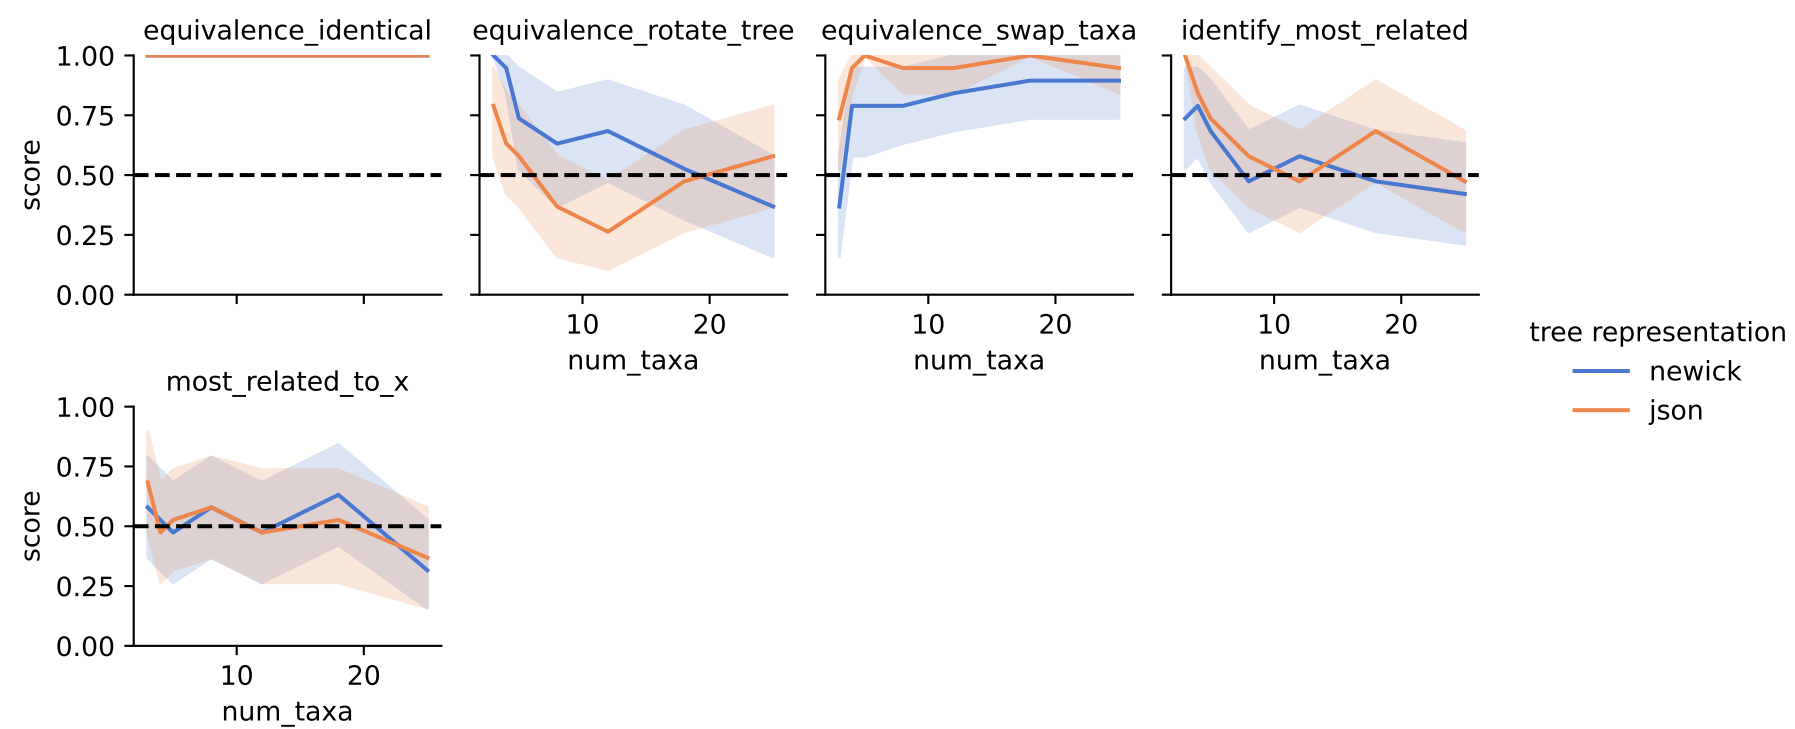 equivalence_identical
equivalence_rotate_tree
equivalence_swap_taxa
identify_most_related
score
1.00
0.75
0.50
0.25
0.00
10 20
num_taxa
10 20
num_taxa
10 20
num_taxa
most_related_to_x
score
1.00
0.75
0.50
0.25
0.00
10 20
num_taxa
tree representation
newick
json